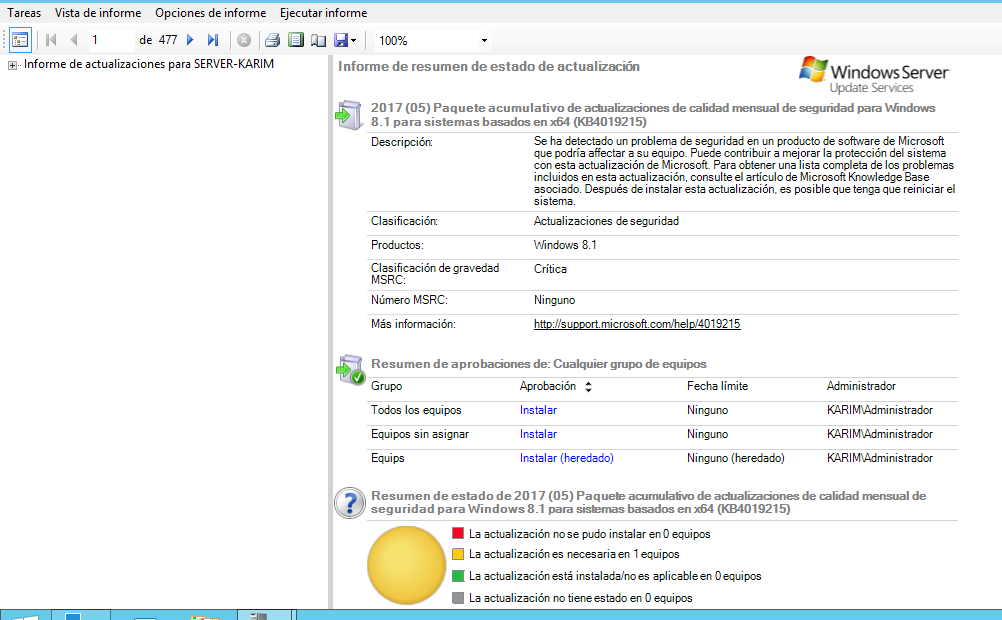 Tareas Vista de informe Opciones de informe Ejecutar informe
1 de 477 100%
Informe de actualizaciones para SERVER-KARIM
Informe de resumen de estado de actualización
Windows Server
Update Services
2017 (05) Paquete acumulativo de actualizaciones de calidad mensual de seguridad para Windows
8.1 para sistemas basados en x64 (KB4019215)
Descripción: Se ha detectado un problema de seguridad en un producto de software de Microsoft
que podría affectar a su equipo. Puede contribuir a mejorar la protección del sistema
con esta actualización de Microsoft. Para obtener una lista completa de los problemas
incluidos en esta actualización, consulte el artículo de Microsoft Knowledge Base
asociado. Después de instalar esta actualización, es posible que tenga que reiniciar el
sistema.
Clasificación: Actualizaciones de seguridad
Productos: Windows 8.1
Clasificación de gravedad Crítica
MSRC:
Número MSRC: Ninguno
Más información: http://support.microsoft.com/help/4019215
Resumen de aprobaciones de: Cualquier grupo de equipos
Grupo Aprobación Fecha límite Administrador
Todos los equipos Instalar Ninguno KARIM\Administrador
Equipos sin asignar Instalar Ninguno KARIM\Administrador
Equips Instalar (heredado) Ninguno (heredado) KARIM\Administrador
Resumen de estado de 2017 (05) Paquete acumulativo de actualizaciones de calidad mensual de
seguridad para Windows 8.1 para sistemas basados en x64 (KB4019215)
La actualización no se pudo instalar en 0 equipos
La actualización es necesaria en 1 equipos
La actualización está instalada/no es aplicable en 0 equipos
La actualización no tiene estado en 0 equipos